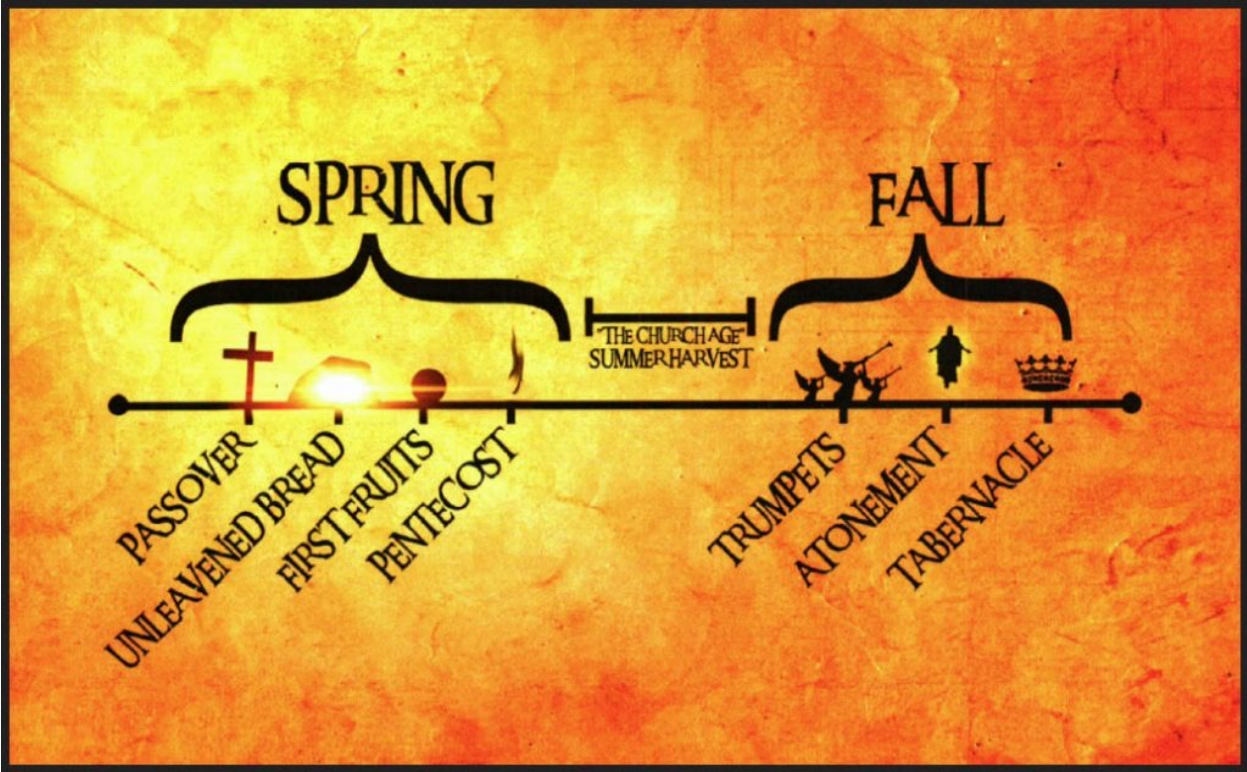 SPRING
FALL
"THE CHURCH AGE"
SUMMER HARVEST
PASSOVER
UNLEAVENED BREAD
FIRST FRUITS
PENTECOST
TRUMPETS
ATONEMENT
TABERNACLE